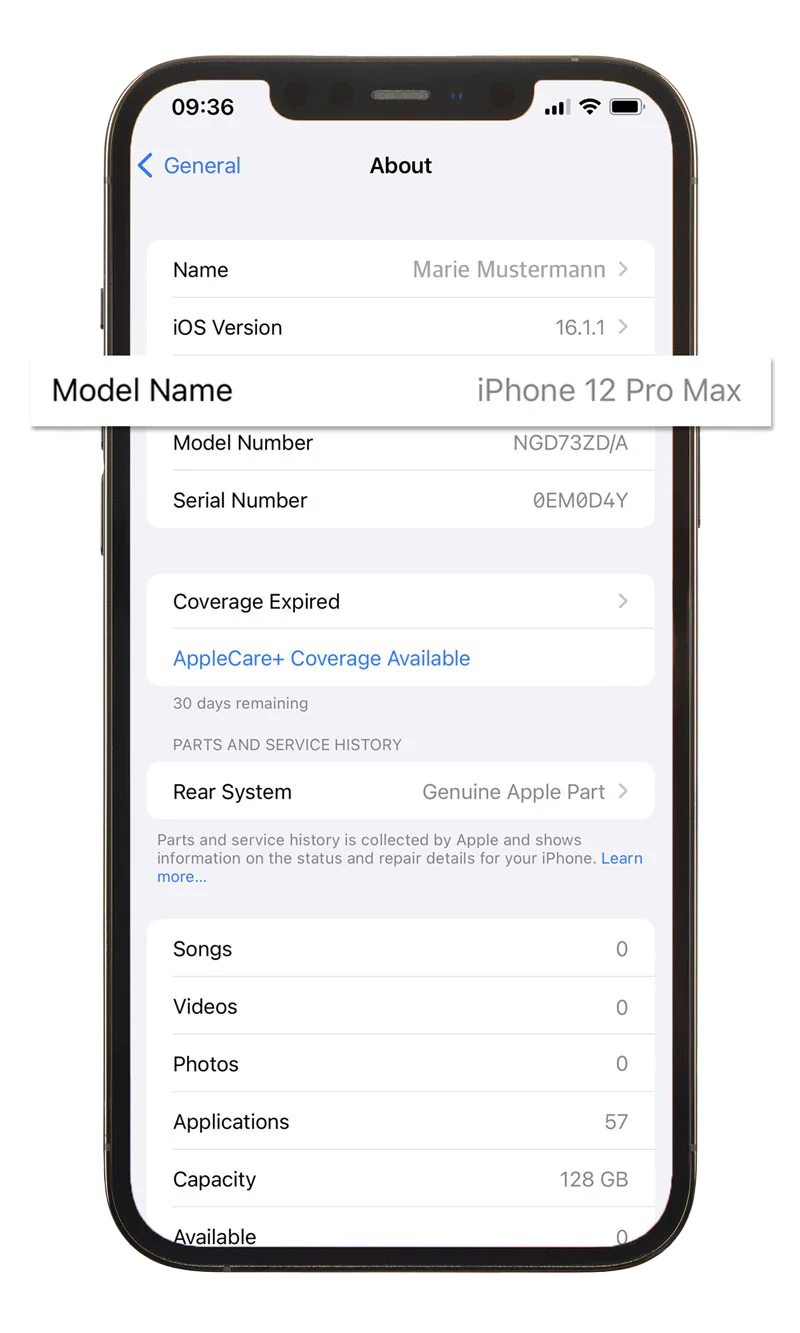 09:36
General
About
Name Marie Mustermann
iOS Version 16.1.1
Model Name iPhone 12 Pro Max
Model Number NGD73ZD/A
Serial Number 0EM0D4Y
Coverage Expired
AppleCare+ Coverage Available
30 days remaining
PARTS AND SERVICE HISTORY
Rear System Genuine Apple Part
Parts and service history is collected by Apple and shows
information on the status and repair details for your iPhone. Learn
more...
Songs 0
Videos 0
Photos 0
Applications 57
Capacity 128 GB
Available 0